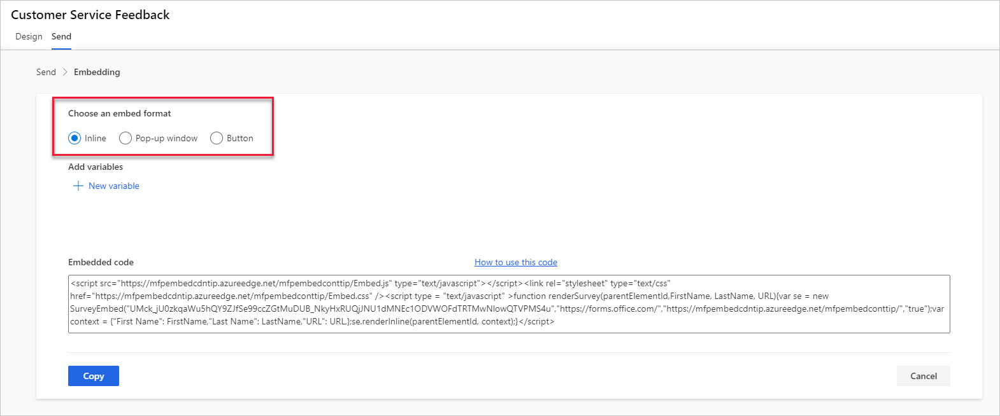 Customer Service Feedback
Design Send
Send > Embedding
Choose an embed format
Inline Pop-up window Button
Add variables
+ New variable
Embedded code How to use this code
<script src="https://mfpembedcdntip.azureedge.net/mfpembedconttip/Embed.js" type="text/javascript"></script><link rel="stylesheet" type="text/css"
href="https://mfpembedcdntip.azureedge.net/mfpembedconttip/Embed.css" /><script type = "text/javascript" >function renderSurvey(parentElementId,FirstName, LastName, URL){var se = new
SurveyEmbed("UMck_jU0zkqaWu5hQY9ZJfSe99ccZGtMuDUB_NkyHxRUQjJNU1dMNEc1ODVWOFdTRTMwNlowQTVPMS4u","https://forms.office.com/","https://mfpembedcdntip.azureedge.net/mfpembedconttip/","true");var
context = {"First Name": FirstName,"Last Name": LastName,"URL": URL,};se.renderInline(parentElementId, context);}</script>
Copy Cancel